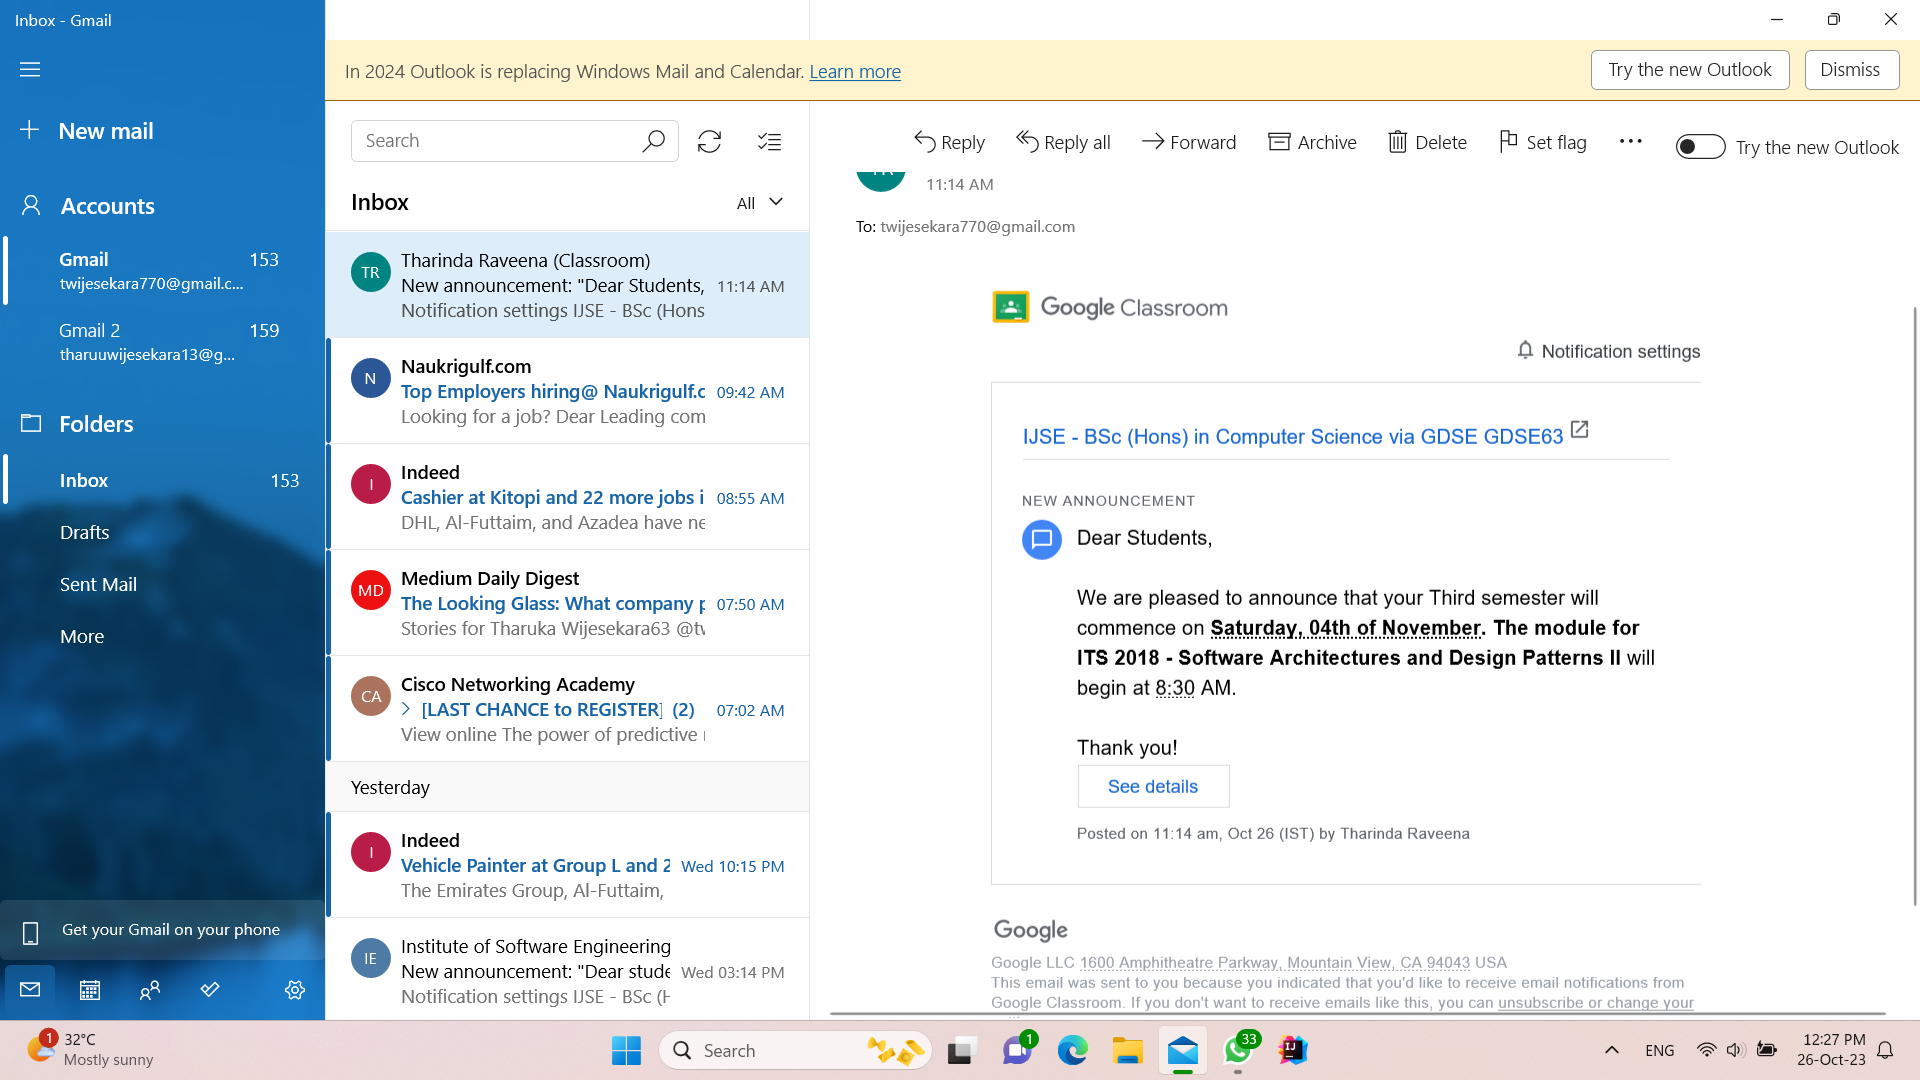 Inbox - Gmail
In 2024 Outlook is replacing Windows Mail and Calendar. Learn more
Try the new Outlook
Dismiss
New mail
Accounts
Gmail 153
twijesekara770@gmail.c...
Gmail 2 159
tharuuwijesekara13@g...
Folders
Inbox 153
Drafts
Sent Mail
More
Get your Gmail on your phone
Search
Inbox
All
TR
Tharinda Raveena (Classroom)
New announcement: "Dear Students, 11:14 AM
Notification settings IJSE - BSc (Hons
N
Naukrigulf.com
Top Employers hiring@ Naukrigulf.c 09:42 AM
Looking for a job? Dear Leading com
I
Indeed
Cashier at Kitopi and 22 more jobs i 08:55 AM
DHL, Al-Futtaim, and Azadea have ne
MD
Medium Daily Digest
The Looking Glass: What company p 07:50 AM
Stories for Tharuka Wijesekara63 @tw
CA
Cisco Networking Academy
[LAST CHANCE to REGISTER] (2) 07:02 AM
View online The power of predictive
Yesterday
I
Indeed
Vehicle Painter at Group L and 2 Wed 10:15 PM
The Emirates Group, Al-Futtaim,
IE
Institute of Software Engineering
New announcement: "Dear stude Wed 03:14 PM
Notification settings IJSE - BSc (H
Reply
Reply all
Forward
Archive
Delete
Set flag
Try the new Outlook
11:14 AM
To: twijesekara770@gmail.com
Google Classroom
Notification settings
IJSE - BSc (Hons) in Computer Science via GDSE GDSE63
NEW ANNOUNCEMENT
Dear Students,
We are pleased to announce that your Third semester will
commence on Saturday, 04th of November. The module for
ITS 2018 - Software Architectures and Design Patterns II will
begin at 8:30 AM.
Thank you!
See details
Posted on 11:14 am, Oct 26 (IST) by Tharinda Raveena
Google
Google LLC 1600 Amphitheatre Parkway, Mountain View, CA 94043 USA
This email was sent to you because you indicated that you'd like to receive email notifications from
Google Classroom. If you don't want to receive emails like this, you can unsubscribe or change your
1
32°C
Mostly sunny
Search
1
33
IJ
ENG
12:27 PM
26-Oct-23